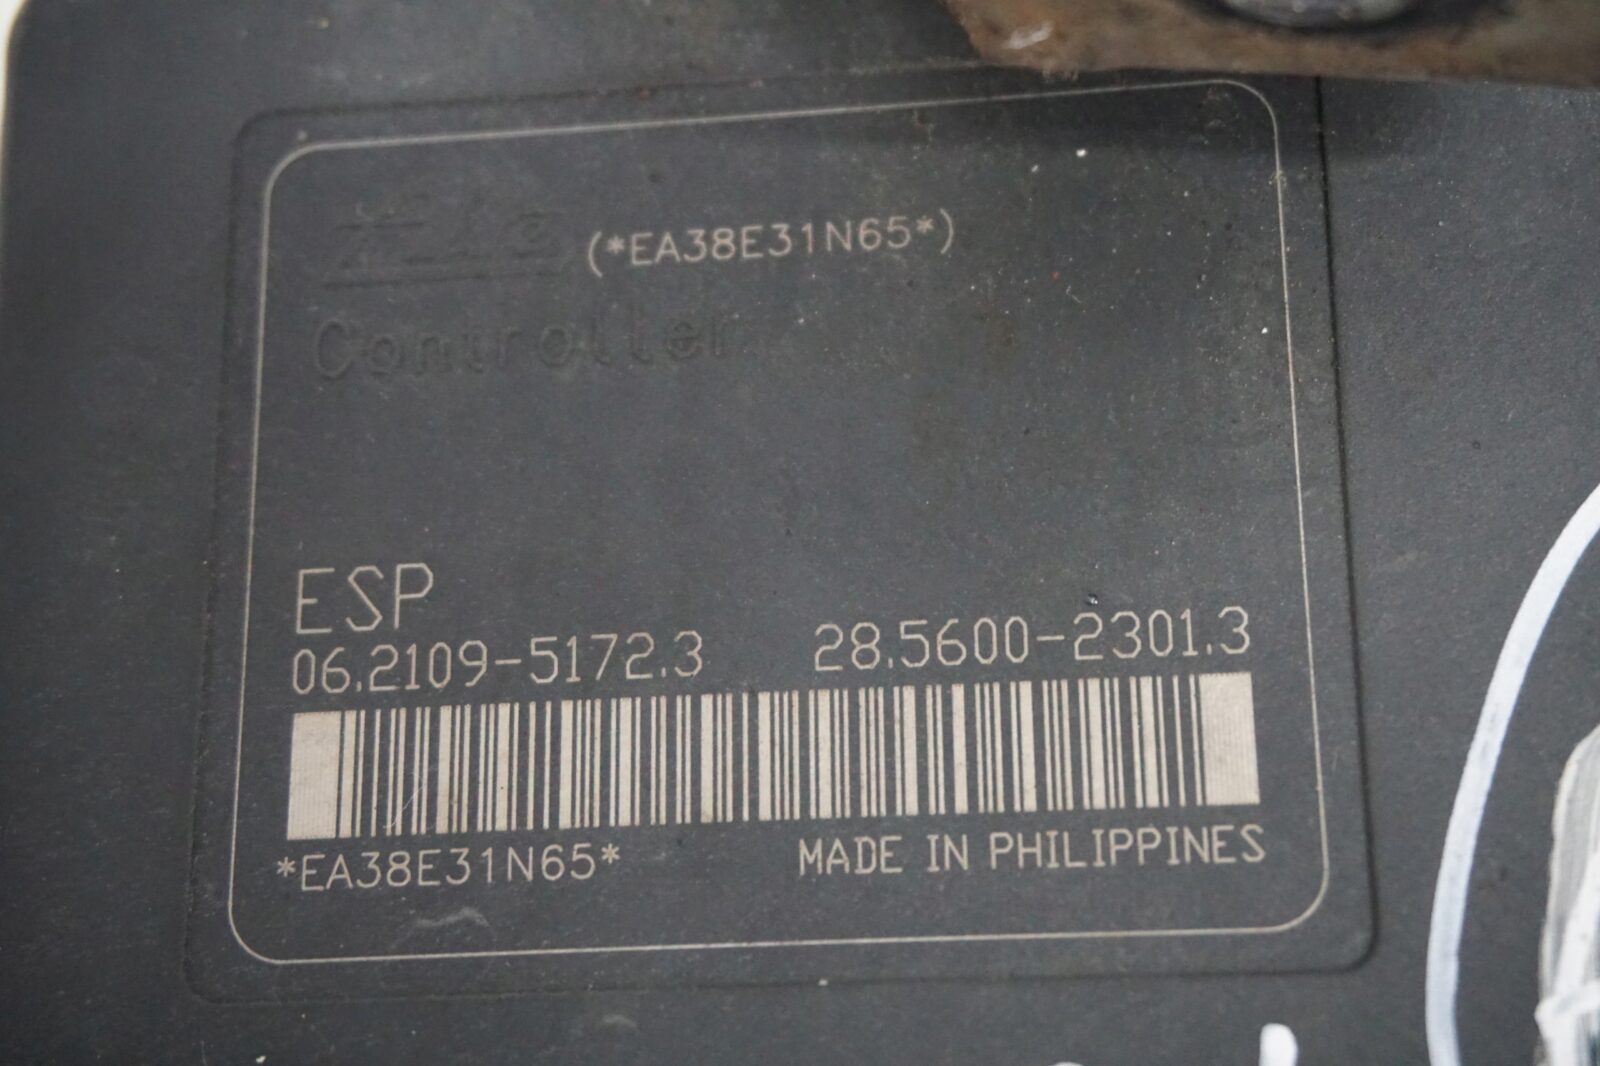 (*EA38E31N65*)
Controller
ESP
06.2109-5172.3 28.5600-2301.3
*EA38E31N65* MADE IN PHILIPPINES